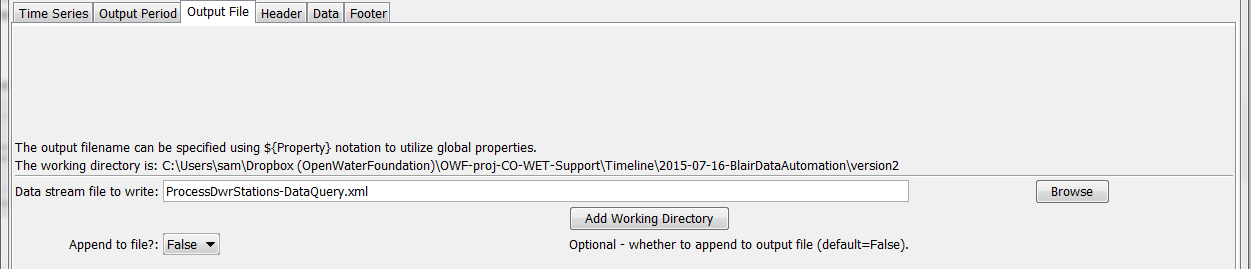 Time Series Output Period Output File Header Data Footer
The output filename can be specified using ${Property} notation to utilize global properties.
The working directory is: C:\Users\sam\Dropbox (OpenWaterFoundation)\OWF-proj-CO-WET-Support\Timeline\2015-07-16-BlairDataAutomation\version2
Data stream file to write: ProcessDwrStations-DataQuery.xml Browse
Add Working Directory
Append to file?: False Optional - whether to append to output file (default=False).